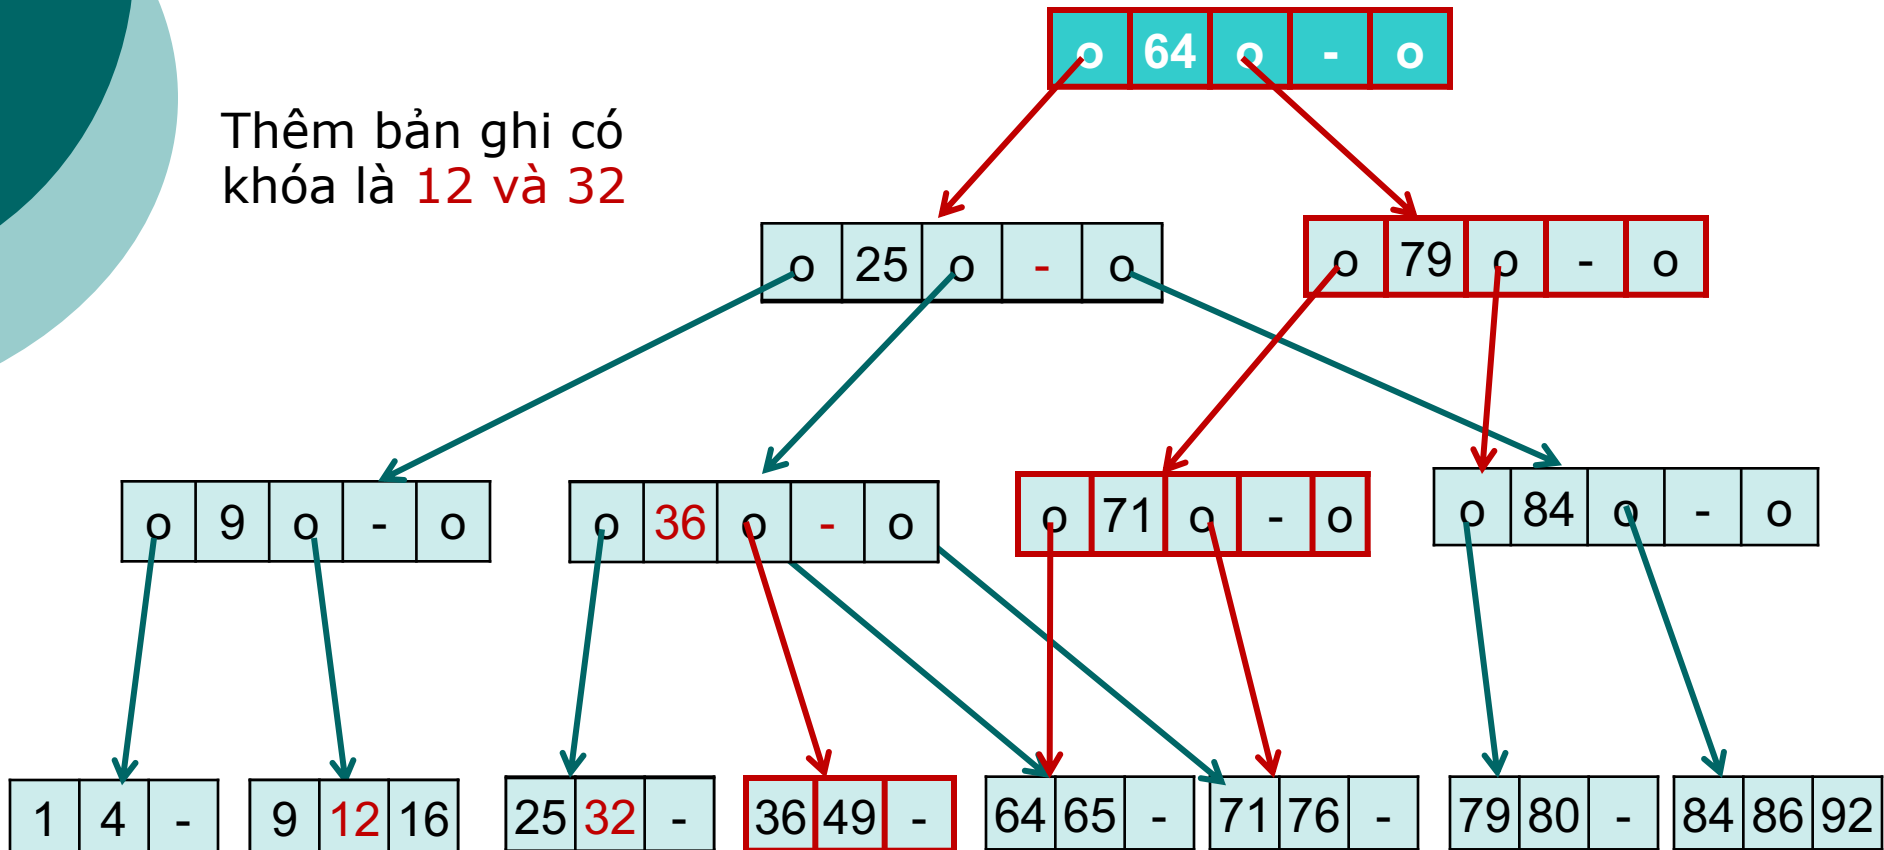 o 64 o - o
Thêm bản ghi có
khóa là 12 và 32
o 25 o - o
o 79 o - o
o 9 o - o
o 36 o - o
o 71 o - o
o 84 o - o
1 4 -
9 12 16
25 32 -
36 49 -
64 65 -
71 76 -
79 80 -
84 86 92